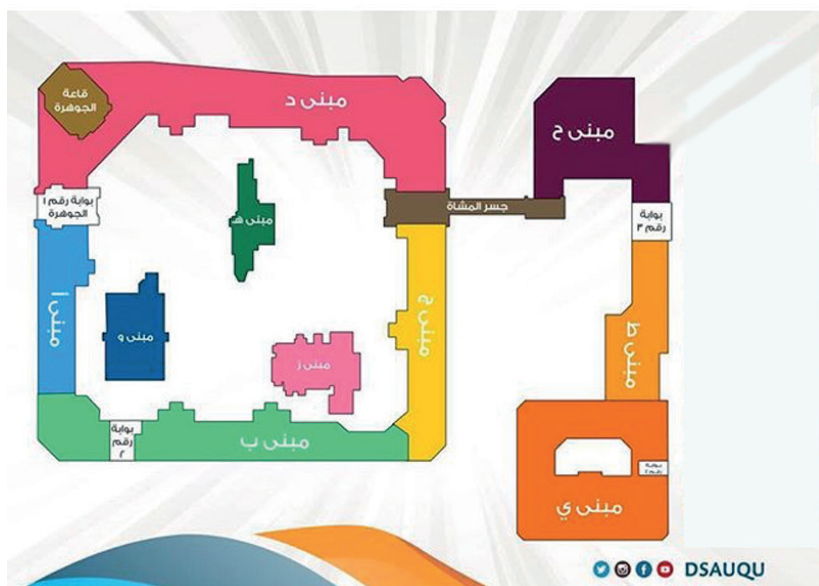 قاعة
الجوهرة
مبنى د
مبنى ح
بوابة رقم ١
الجوهرة
مبنى هـ
جسر المشاة
بوابة
رقم ٣
مبنى أ
مبنى و
مبنى ج
مبنى ط
مبنى ز
بوابة
رقم
٢
مبنى ب
بوابة
مبنى ي
DSAUQU